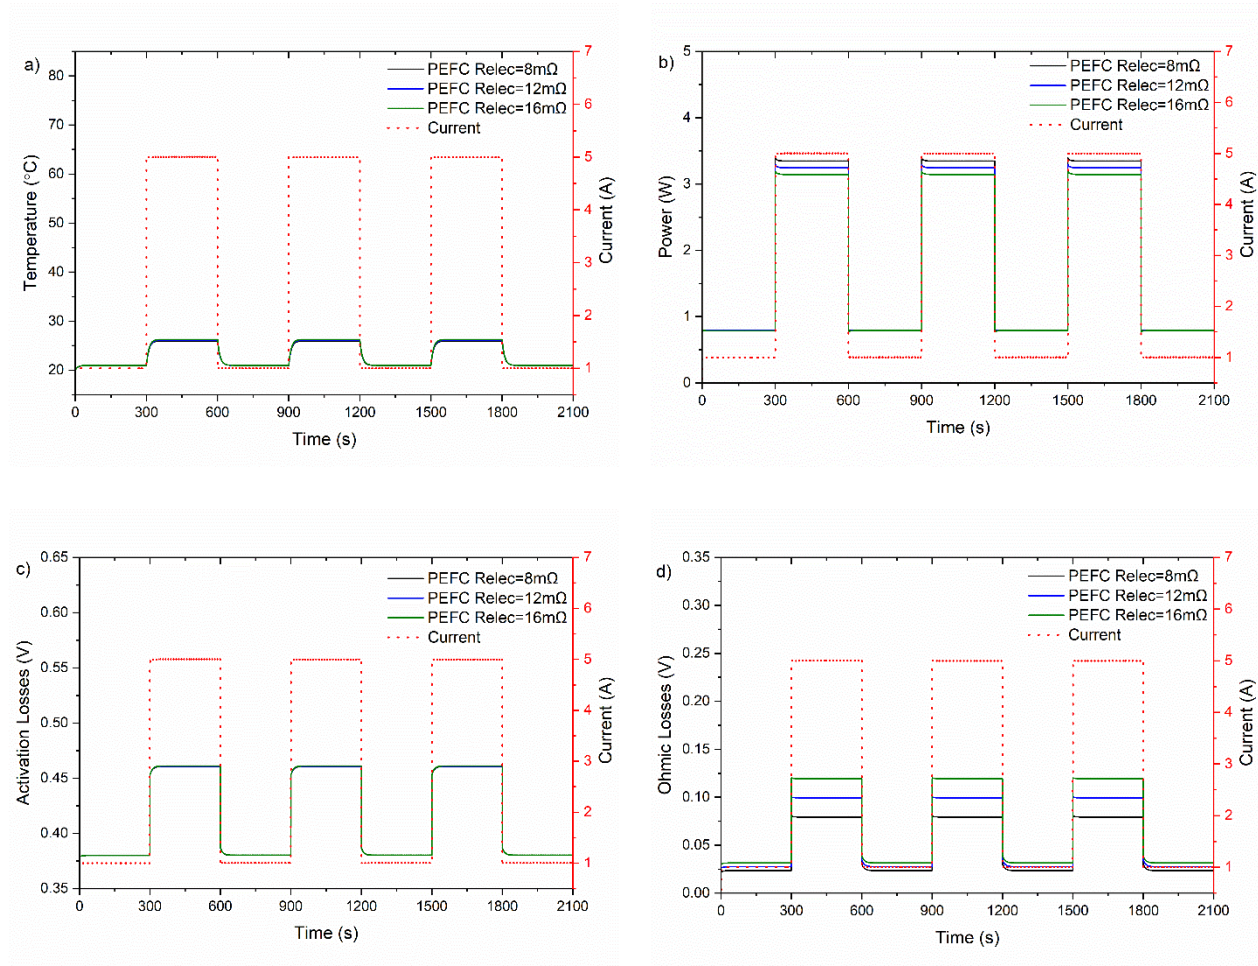 a)
PEFC Relec=8mΩ
PEFC Relec=12mΩ
PEFC Relec=16mΩ
Current
80
70
60
50
40
30
20
Temperature (°C)
7
6
5
4
3
2
1
Current (A)
0 300 600 900 1200 1500 1800 2100
Time (s)
b)
PEFC Relec=8mΩ
PEFC Relec=12mΩ
PEFC Relec=16mΩ
Current
5
4
3
2
1
0
Power (W)
7
6
5
4
3
2
1
Current (A)
0 300 600 900 1200 1500 1800 2100
Time (s)
c)
PEFC Relec=8mΩ
PEFC Relec=12mΩ
PEFC Relec=16mΩ
Current
0.65
0.60
0.55
0.50
0.45
0.40
0.35
Activation Losses (V)
7
6
5
4
3
2
1
Current (A)
0 300 600 900 1200 1500 1800 2100
Time (s)
d)
PEFC Relec=8mΩ
PEFC Relec=12mΩ
PEFC Relec=16mΩ
Current
0.35
0.30
0.25
0.20
0.15
0.10
0.05
0.00
Ohmic Losses (V)
7
6
5
4
3
2
1
Current (A)
0 300 600 900 1200 1500 1800 2100
Time (s)